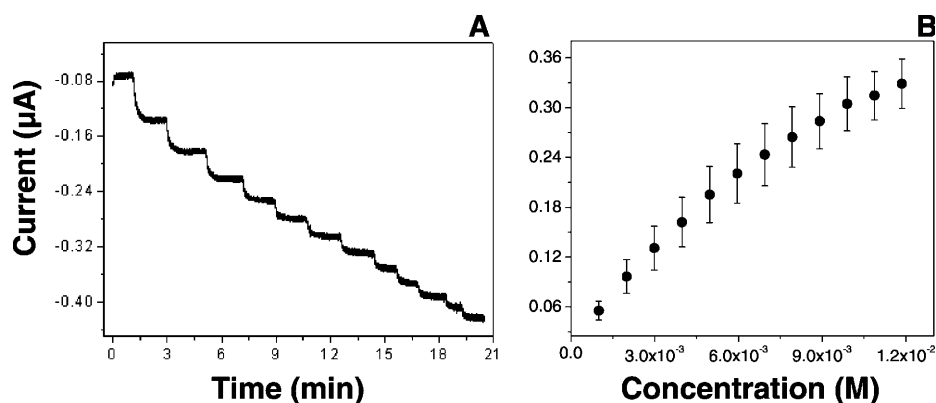 A
Current (µA)
-0.08
-0.16
-0.24
-0.32
-0.40
0 3 6 9 12 15 18 21
Time (min)
B
0.36
0.30
0.24
0.18
0.12
0.06
0.0 3.0x10⁻³ 6.0x10⁻³ 9.0x10⁻³ 1.2x10⁻²
Concentration (M)